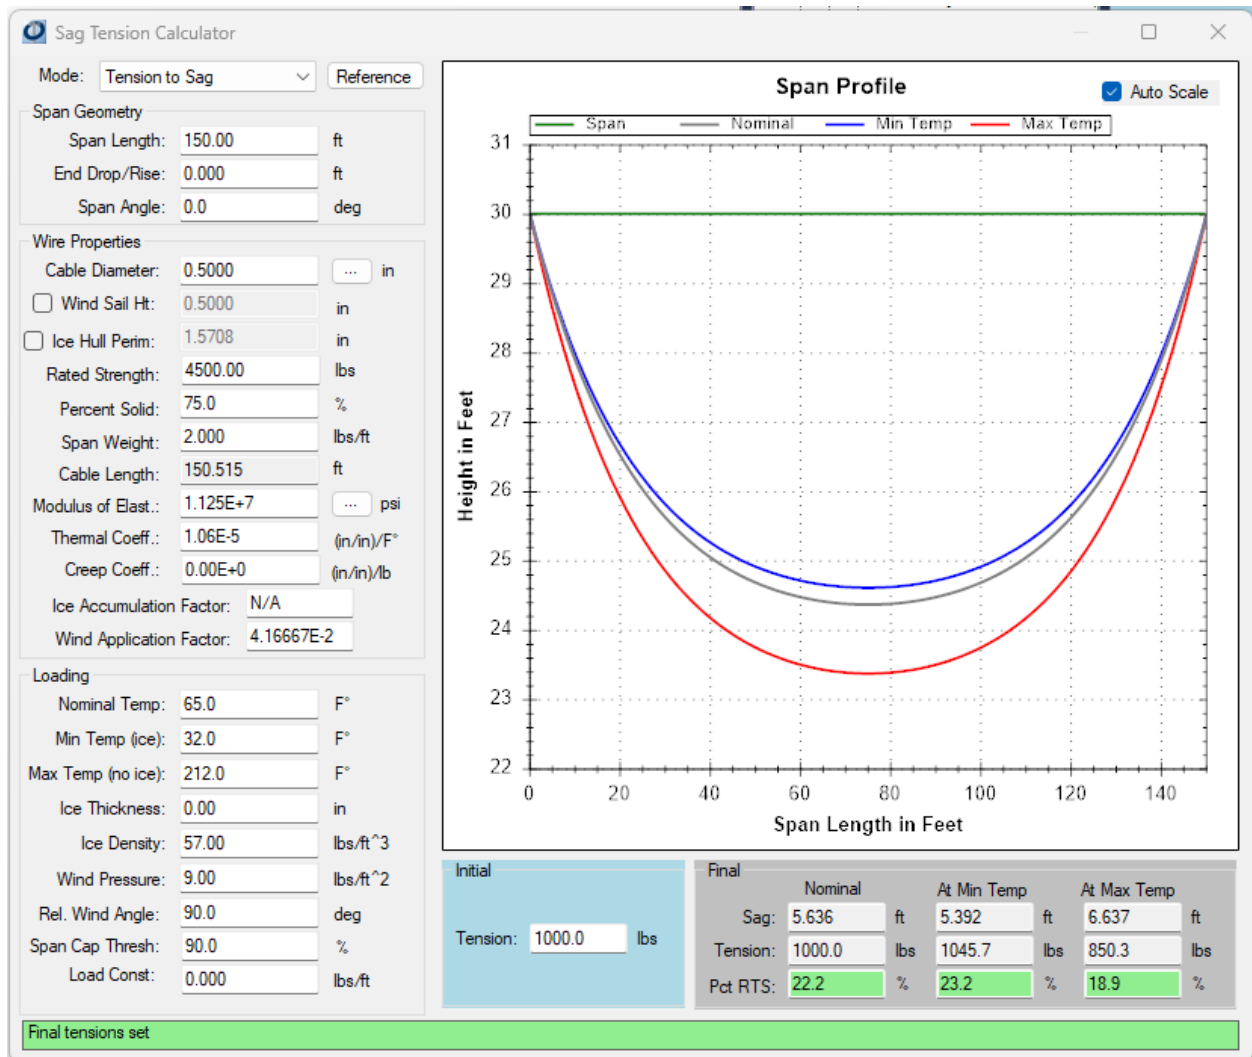 Sag Tension Calculator
Mode: Tension to Sag Reference
Span Geometry
Span Length: 150.00 ft
End Drop/Rise: 0.000 ft
Span Angle: 0.0 deg
Wire Properties
Cable Diameter: 0.5000 ... in
Wind Sail Ht: 0.5000 in
Ice Hull Perim: 1.5708 in
Rated Strength: 4500.00 lbs
Percent Solid: 75.0 %
Span Weight: 2.000 lbs/ft
Cable Length: 150.515 ft
Modulus of Elast.: 1.125E+7 ... psi
Thermal Coeff.: 1.06E-5 (in/in)/F°
Creep Coeff.: 0.00E+0 (in/in)/lb
Ice Accumulation Factor: N/A
Wind Application Factor: 4.16667E-2
Loading
Nominal Temp: 65.0 F°
Min Temp (ice): 32.0 F°
Max Temp (no ice): 212.0 F°
Ice Thickness: 0.00 in
Ice Density: 57.00 lbs/ft^3
Wind Pressure: 9.00 lbs/ft^2
Rel. Wind Angle: 90.0 deg
Span Cap Thresh: 90.0 %
Load Const: 0.000 lbs/ft
Span Profile
Auto Scale
Span Nominal Min Temp Max Temp
31
30
29
28
27
26
25
24
23
22
Height in Feet
0 20 40 60 80 100 120 140
Span Length in Feet
Initial
Tension: 1000.0 lbs
Final
Nominal At Min Temp At Max Temp
Sag: 5.636 ft 5.392 ft 6.637 ft
Tension: 1000.0 lbs 1045.7 lbs 850.3 lbs
Pct RTS: 22.2 % 23.2 % 18.9 %
Final tensions set